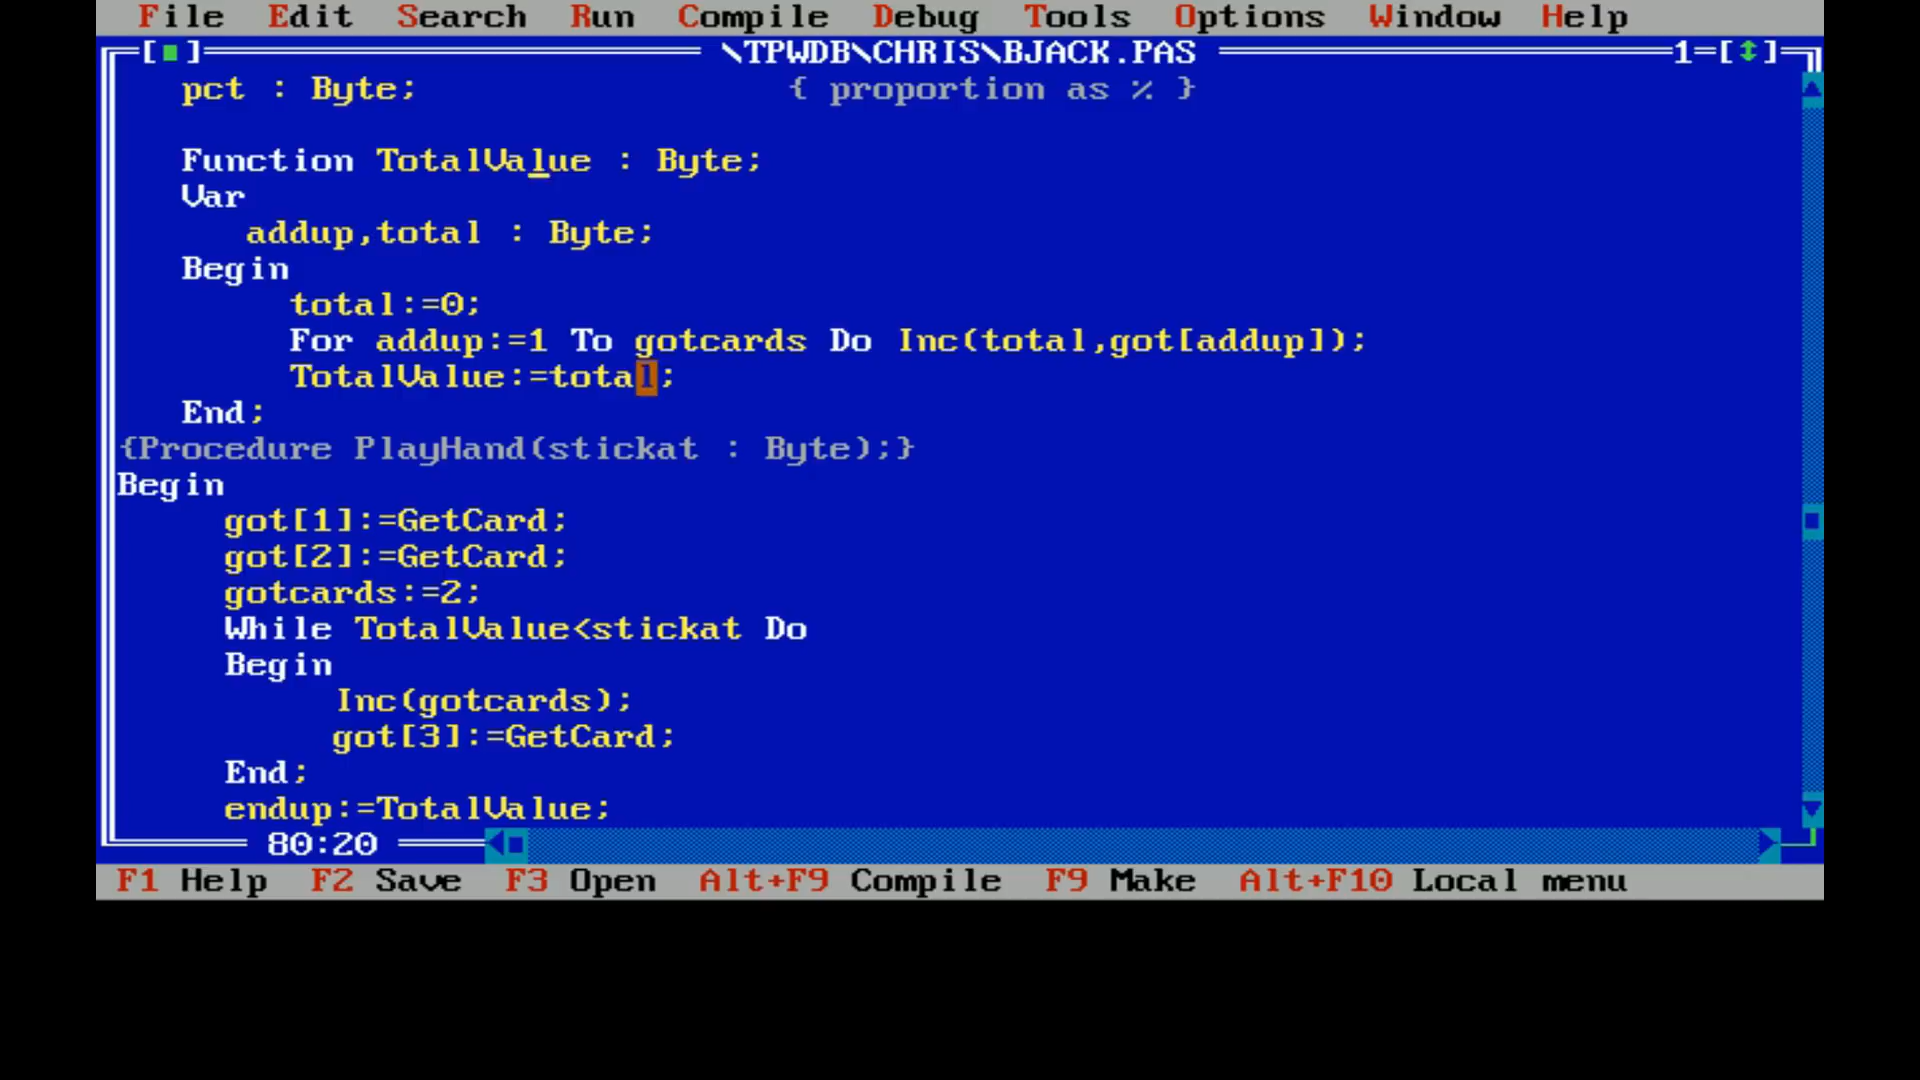 File Edit Search Run Compile Debug Tools Options Window Help
[■] \TPWDB\CHRIS\BJACK.PAS 1=[↕]
pct : Byte; { proportion as % }
Function TotalValue : Byte;
Var
addup,total : Byte;
Begin
total:=0;
For addup:=1 To gotcards Do Inc(total,got[addup]);
TotalValue:=total;
End;
{Procedure PlayHand(stickat : Byte);}
Begin
got[1]:=GetCard;
got[2]:=GetCard;
gotcards:=2;
While TotalValue<stickat Do
Begin
Inc(gotcards);
got[3]:=GetCard;
End;
endup:=TotalValue;
80:20
F1 Help F2 Save F3 Open Alt+F9 Compile F9 Make Alt+F10 Local menu